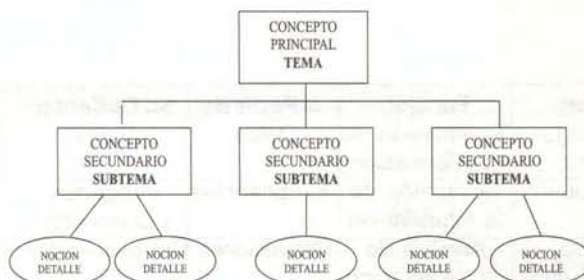 CONCEPTO
PRINCIPAL
TEMA
CONCEPTO
SECUNDARIO
SUBTEMA
CONCEPTO
SECUNDARIO
SUBTEMA
CONCEPTO
SECUNDARIO
SUBTEMA
NOCION
DETALLE
NOCION
DETALLE
NOCION
DETALLE
NOCION
DETALLE
NOCION
DETALLE